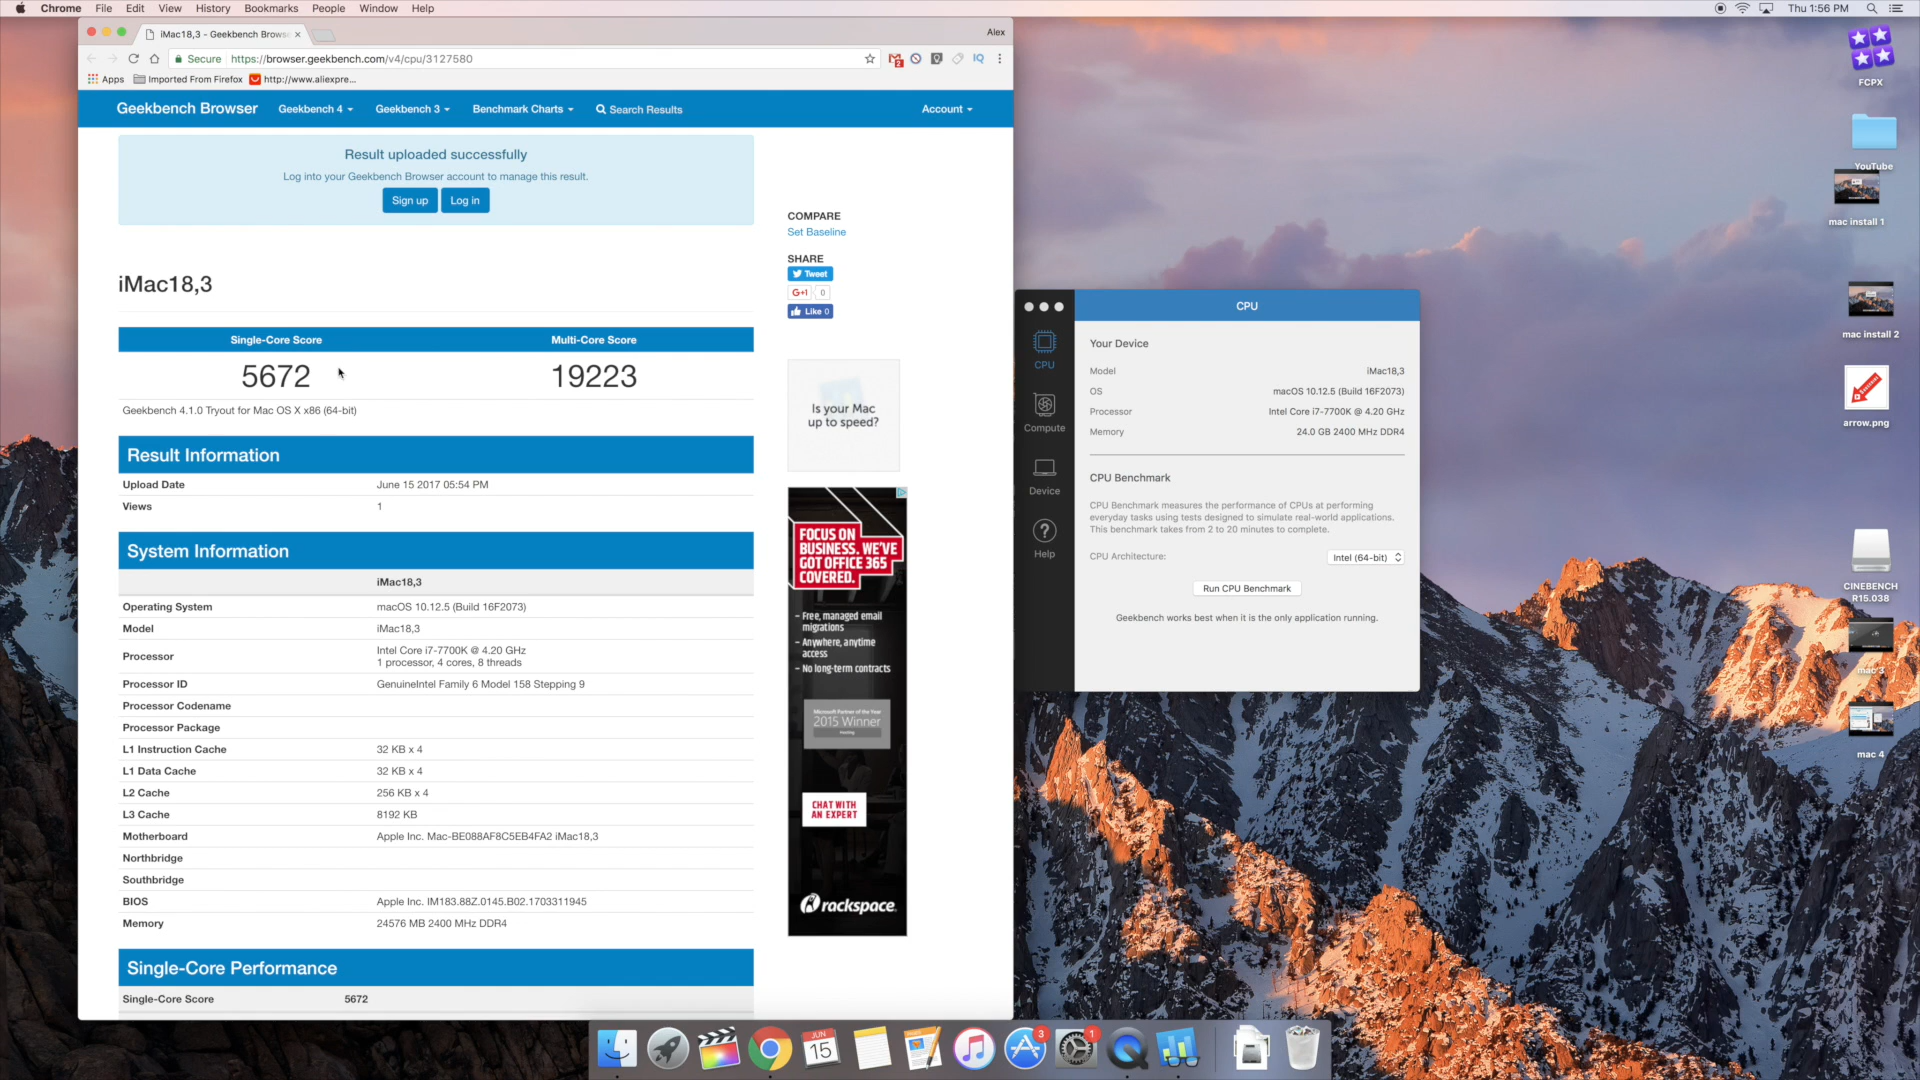 Chrome File Edit View History Bookmarks People Window Help
Thu 1:56 PM
iMac18,3 - Geekbench Browse
Alex
Secure https://browser.geekbench.com/v4/cpu/3127580
2
IQ
Apps Imported From Firefox http://www.aliexpre...
Geekbench Browser Geekbench 4 Geekbench 3 Benchmark Charts Search Results Account
Result uploaded successfully
Log into your Geekbench Browser account to manage this result.
Sign up Log in
COMPARE
Set Baseline
SHARE
Tweet
G+1 0
Like 0
iMac18,3
Single-Core Score Multi-Core Score
5672 19223
Geekbench 4.1.0 Tryout for Mac OS X x86 (64-bit)
Result Information
Upload Date June 15 2017 05:54 PM
Views 1
System Information
iMac18,3
Operating System macOS 10.12.5 (Build 16F2073)
Model iMac18,3
Processor Intel Core i7-7700K @ 4.20 GHz
1 processor, 4 cores, 8 threads
Processor ID GenuineIntel Family 6 Model 158 Stepping 9
Processor Codename
Processor Package
L1 Instruction Cache 32 KB x 4
L1 Data Cache 32 KB x 4
L2 Cache 256 KB x 4
L3 Cache 8192 KB
Motherboard Apple Inc. Mac-BE088AF8C5EB4FA2 iMac18,3
Northbridge
Southbridge
BIOS Apple Inc. IM183.88Z.0145.B02.1703311945
Memory 24576 MB 2400 MHz DDR4
Single-Core Performance
Single-Core Score 5672
Is your Mac
up to speed?
FOCUS ON
BUSINESS. WE'VE
GOT OFFICE 365
COVERED.
– Free, managed email
migrations
– Anywhere, anytime
access
– No long-term contracts
Microsoft Partner of the Year
2015 Winner
Hosting
CHAT WITH
AN EXPERT
rackspace.
CPU
CPU
Compute
Device
?
Help
Your Device
Model iMac18,3
OS macOS 10.12.5 (Build 16F2073)
Processor Intel Core i7-7700K @ 4.20 GHz
Memory 24.0 GB 2400 MHz DDR4
CPU Benchmark
CPU Benchmark measures the performance of CPUs at performing
everyday tasks using tests designed to simulate real-world applications.
This benchmark takes from 2 to 20 minutes to complete.
CPU Architecture: Intel (64-bit)
Run CPU Benchmark
Geekbench works best when it is the only application running.
FCPX
YouTube
mac install 1
mac install 2
arrow.png
CINEBENCH
R15.038
mac 3
mac 4
JUN
15
3
1